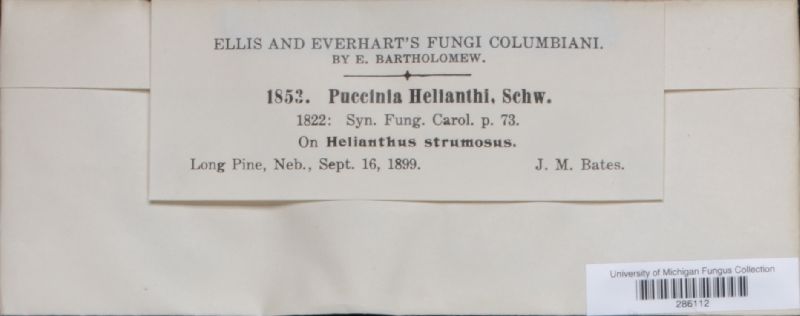 ELLIS AND EVERHART'S FUNGI COLUMBIANI.
BY E. BARTHOLOMEW.
1853. Puccinia Helianthi, Schw.
1822: Syn. Fung. Carol. p. 73.
On Helianthus strumosus.
Long Pine, Neb., Sept. 16, 1899. J. M. Bates.
University of Michigan Fungus Collection
286112